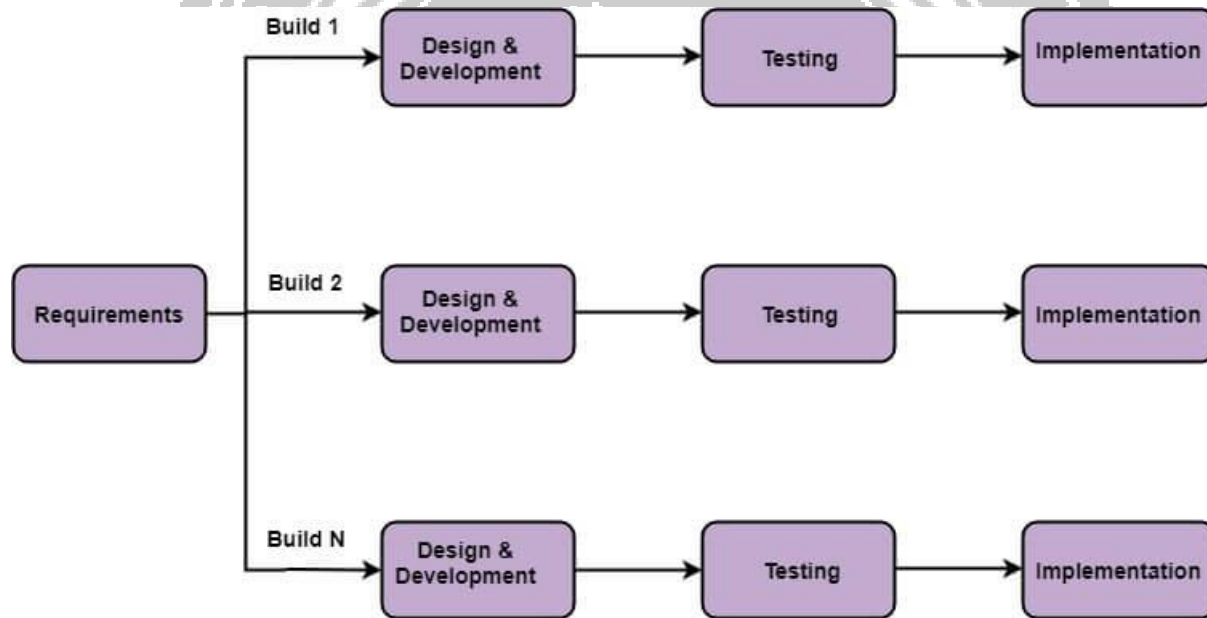 Build 1
Design &
Development
Testing
Implementation
Requirements
Build 2
Design &
Development
Testing
Implementation
Build N
Design &
Development
Testing
Implementation